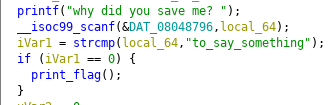 printf("why did you save me? ");
__isoc99_scanf(&DAT_08048796,local_64);
iVar1 = strcmp(local_64,"to_say_something");
if (iVar1 == 0) {
print_flag();
}